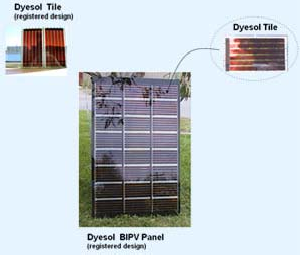 Dyesol Tile
(registered design)
Dyesol Tile
Dyesol BIPV Panel
(registered design)